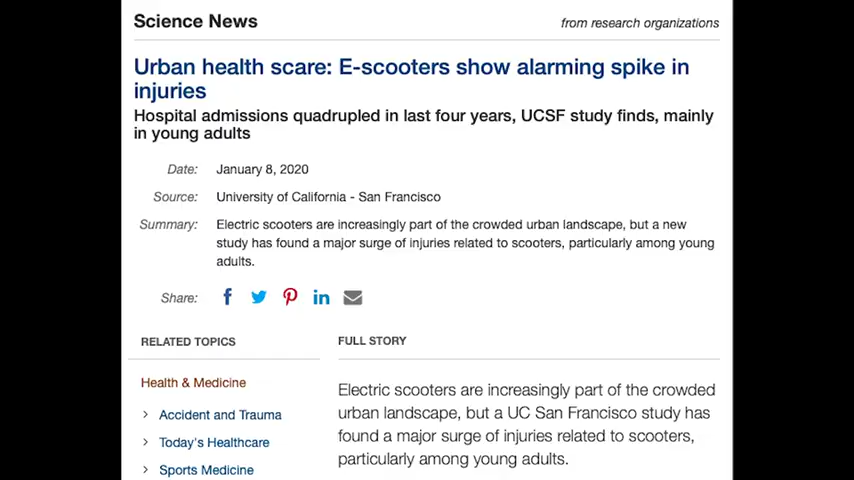 Science News
from research organizations
Urban health scare: E-scooters show alarming spike in
injuries
Hospital admissions quadrupled in last four years, UCSF study finds, mainly
in young adults
Date: January 8, 2020
Source: University of California - San Francisco
Summary: Electric scooters are increasingly part of the crowded urban landscape, but a new
study has found a major surge of injuries related to scooters, particularly among young
adults.
Share:
RELATED TOPICS
Health & Medicine
> Accident and Trauma
> Today's Healthcare
> Sports Medicine
FULL STORY
Electric scooters are increasingly part of the crowded
urban landscape, but a UC San Francisco study has
found a major surge of injuries related to scooters,
particularly among young adults.